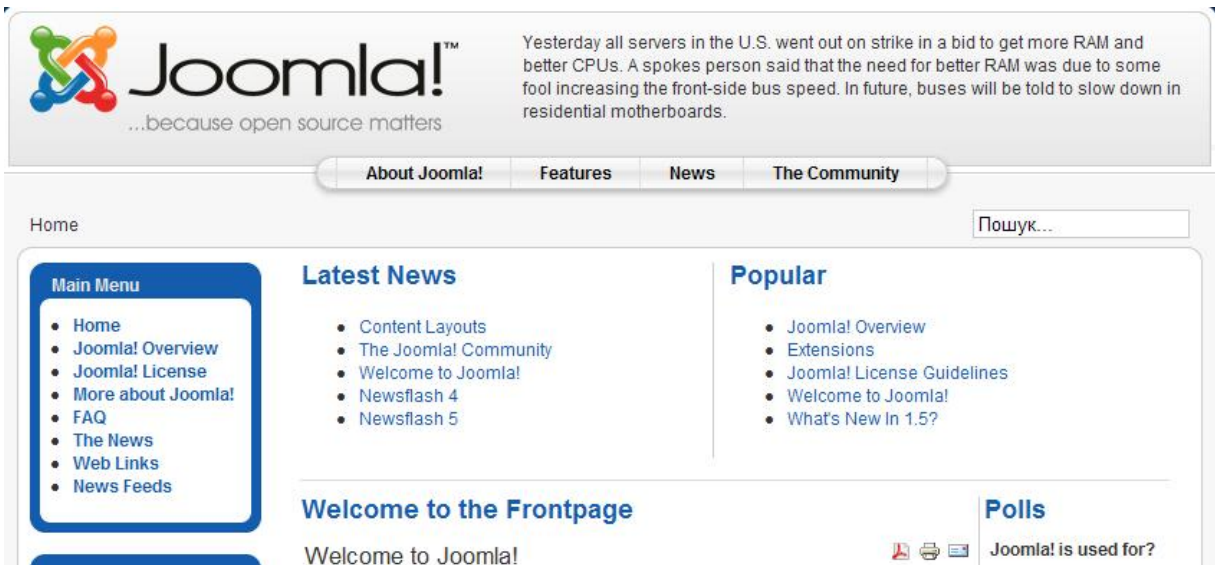 Joomla!™
...because open source matters
Yesterday all servers in the U.S. went out on strike in a bid to get more RAM and
better CPUs. A spokes person said that the need for better RAM was due to some
fool increasing the front-side bus speed. In future, buses will be told to slow down in
residential motherboards.
About Joomla! Features News The Community
Home
Пошук...
Main Menu
Home
Joomla! Overview
Joomla! License
More about Joomla!
FAQ
The News
Web Links
News Feeds
Latest News
Content Layouts
The Joomla! Community
Welcome to Joomla!
Newsflash 4
Newsflash 5
Popular
Joomla! Overview
Extensions
Joomla! License Guidelines
Welcome to Joomla!
What's New In 1.5?
Welcome to the Frontpage
Welcome to Joomla!
Polls
Joomla! is used for?